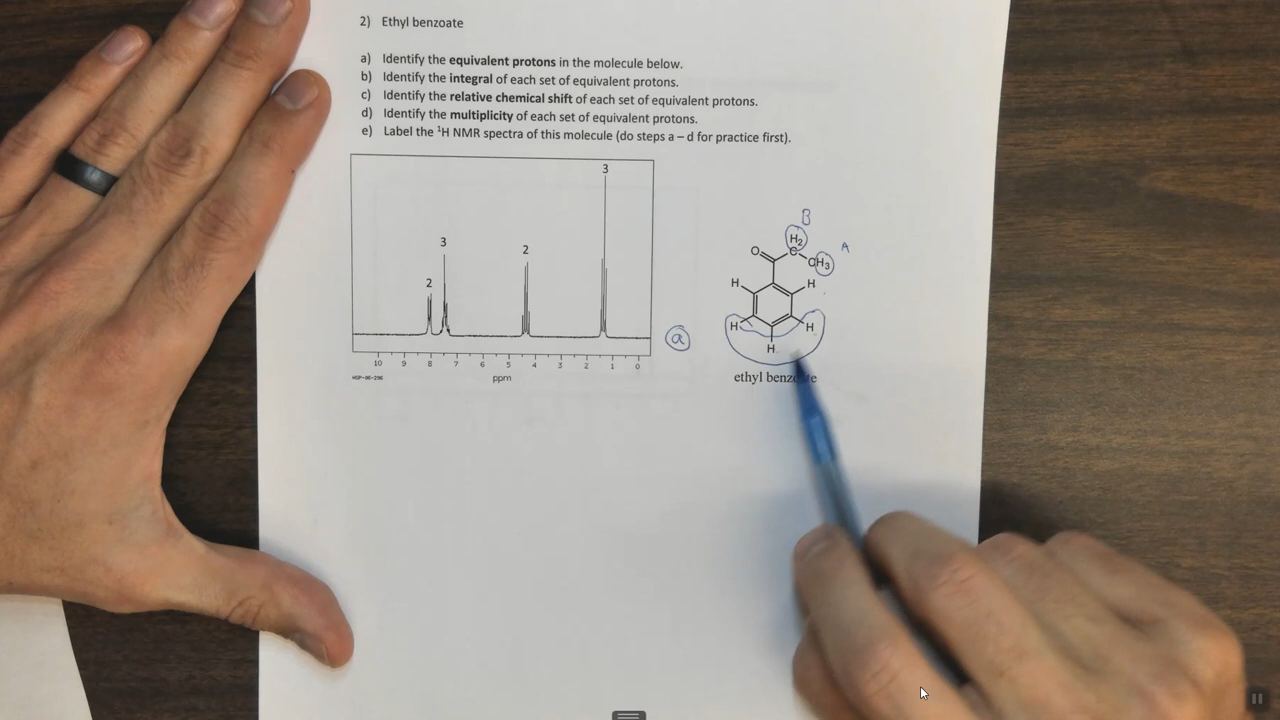 2) Ethyl benzoate
a) Identify the equivalent protons in the molecule below.
b) Identify the integral of each set of equivalent protons.
c) Identify the relative chemical shift of each set of equivalent protons.
d) Identify the multiplicity of each set of equivalent protons.
e) Label the ¹H NMR spectra of this molecule (do steps a – d for practice first).
3
3
2
2
10 9 8 7 6 5 4 3 2 1 0
ppm
a
B
H₂
A
O
C
CH₃
H
H
H
H
H
ethyl